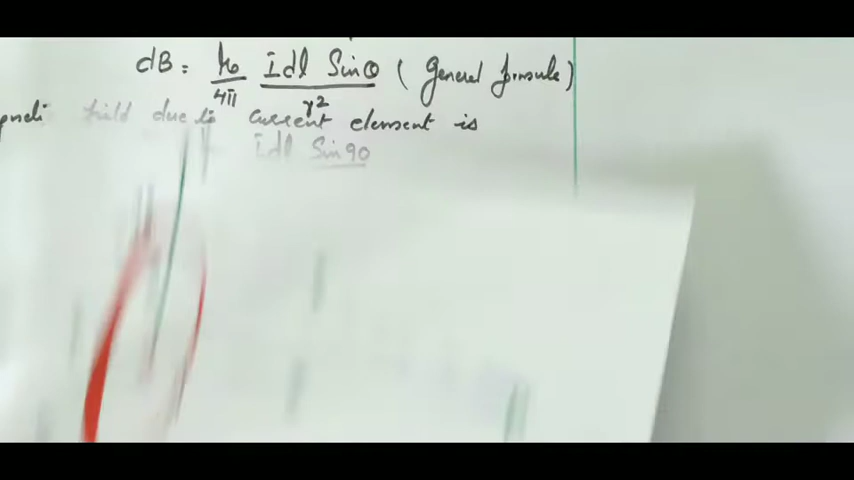 dB = μ₀/4π Idl Sinθ/r² ( General formula )
field due to current element is
Idl Sin90